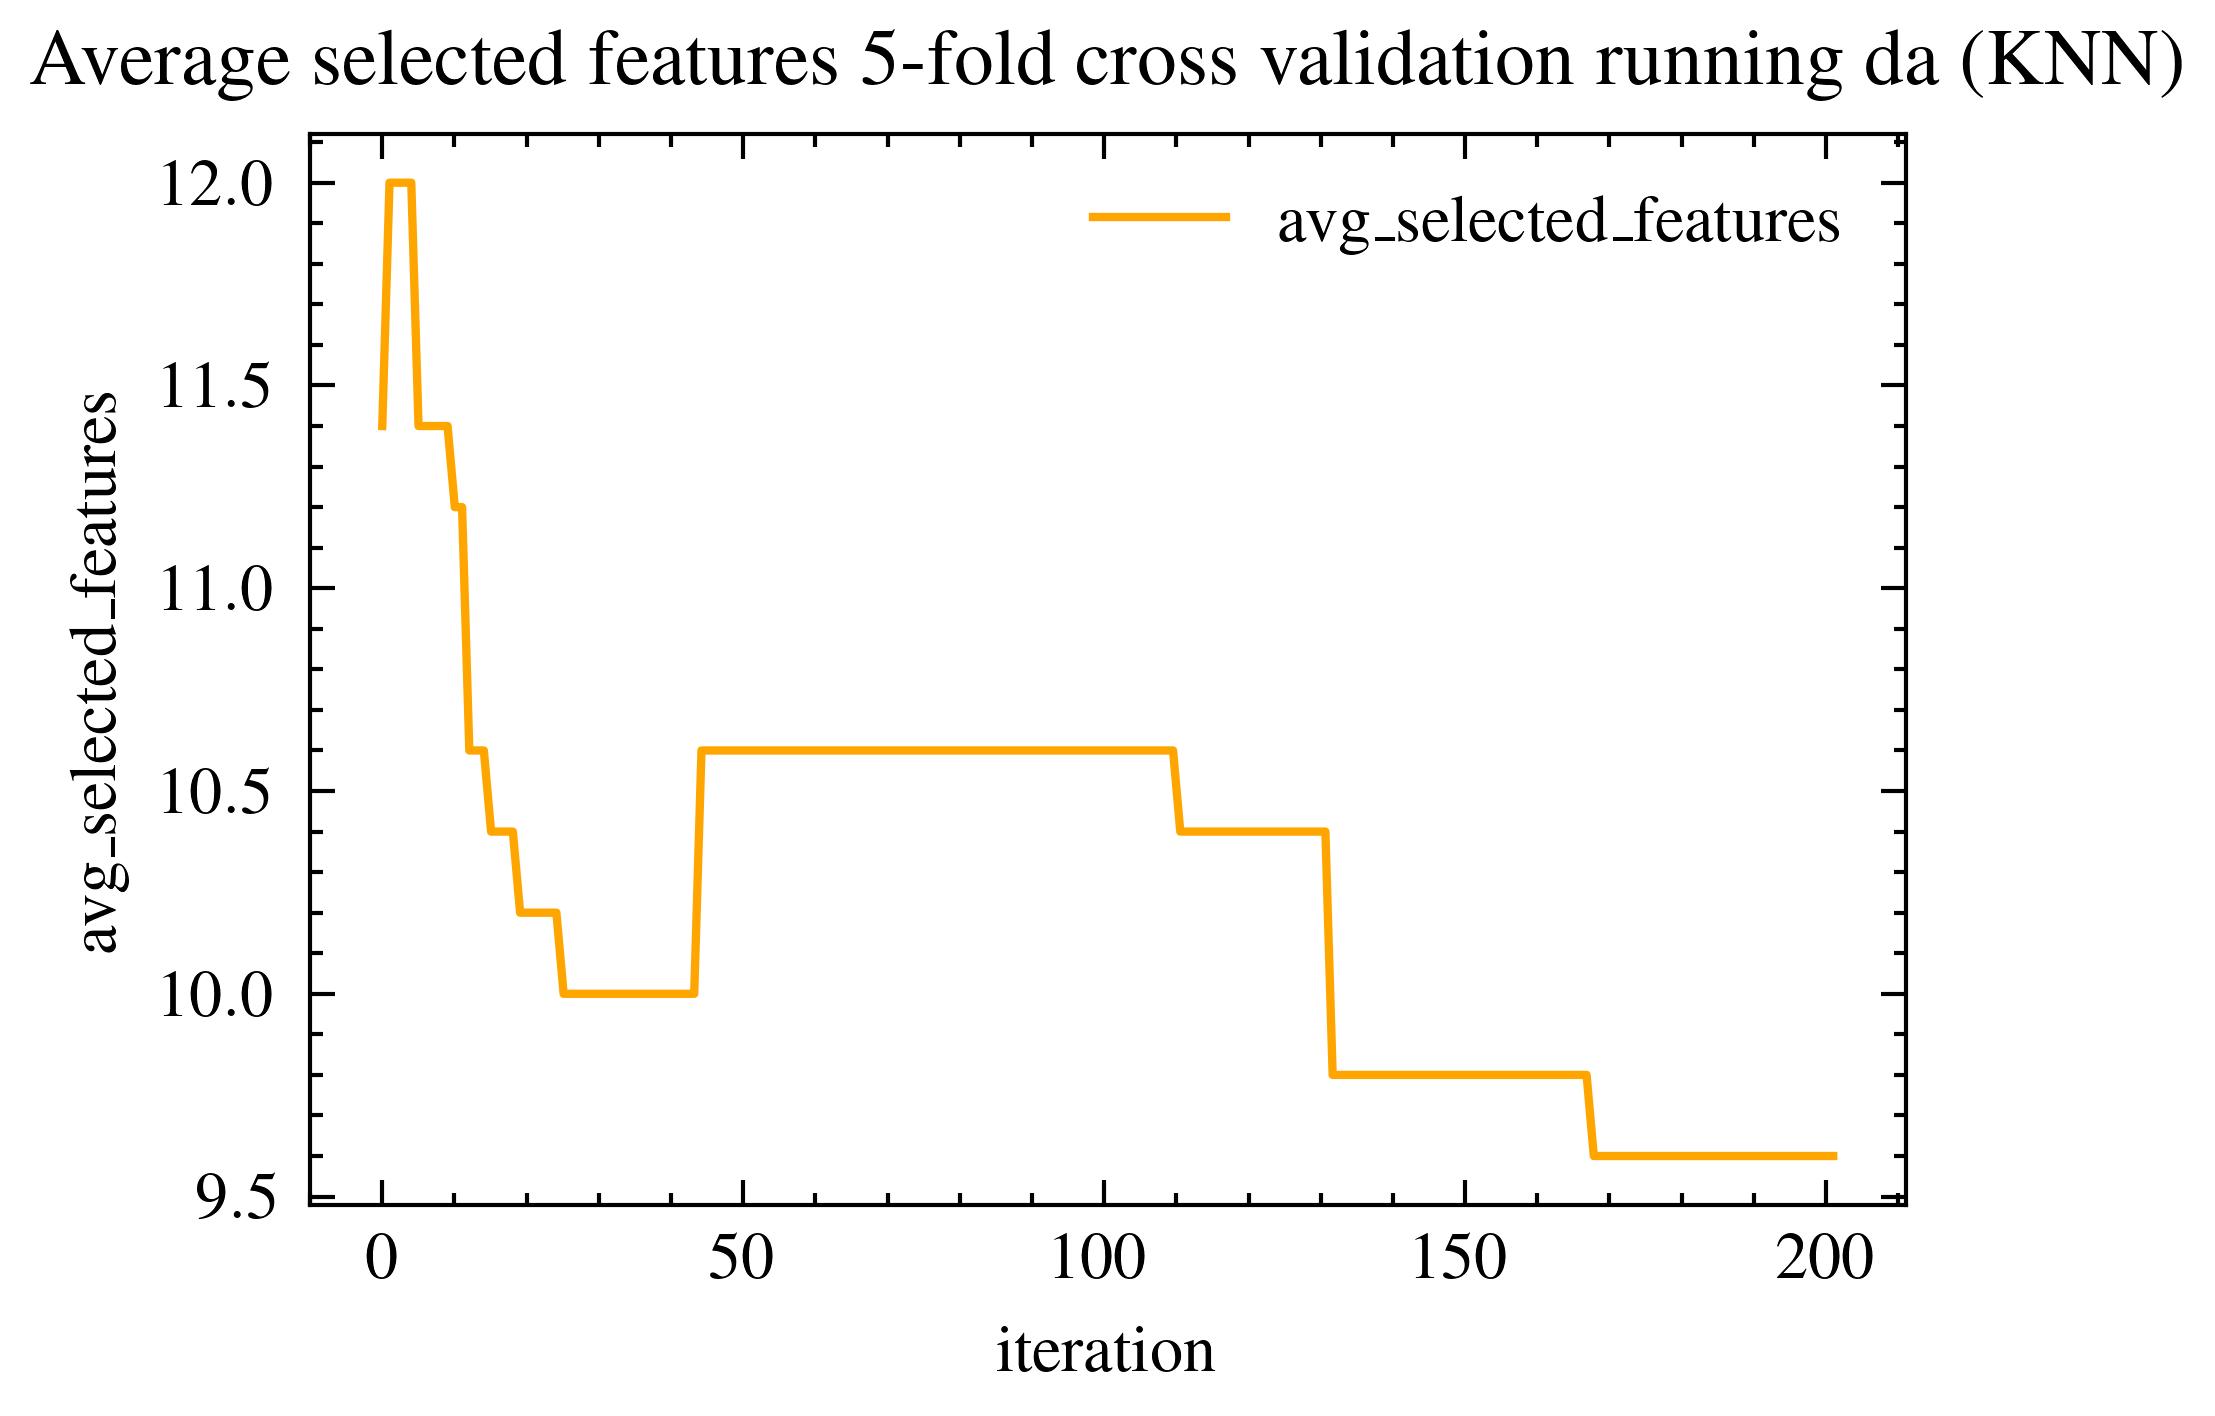 Average selected features 5-fold cross validation running da (KNN)
avg_selected_features
12.0
11.5
11.0
10.5
10.0
9.5
avg_selected_features
0 50 100 150 200
iteration